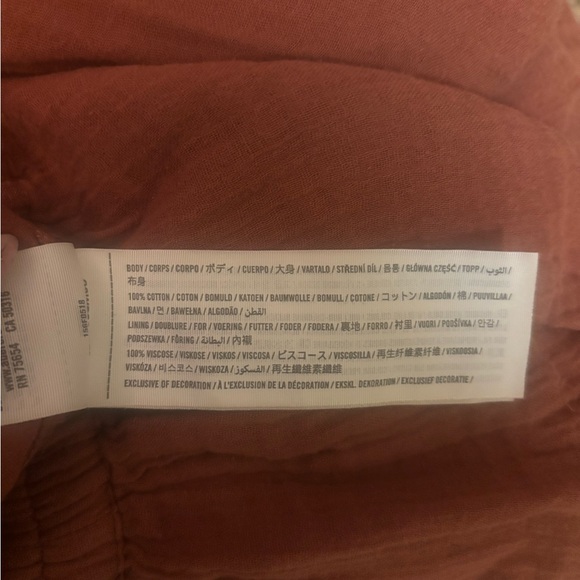 BODY / CORPS / CORPO / ボディ / CUERPO / 大身 / VARTALO / STŘEDNÍ DÍL / 몸통 / GŁÓWNA CZĘŚĆ / TOPP / الثوب /
布身
100% COTTON / COTON / BOMULD / KATOEN / BAUMWOLLE / BOMULL / COTONE / コットン / ALGODÓN / 棉 / PUUVILLAA /
BAVLNA / 면 / BAWEŁNA / ALGODÃO / القطن
LINING / DOUBLURE / FOR / VOERING / FUTTER / FODER / FODERA / 裏地 / FORRO / 衬里 / VUORI / PODŠÍVKA / 안감 /
PODSZEWKA / FÔRING / البطانة / 內襯
100% VISCOSE / VISKOSE / VISKOS / VISCOSA / ビスコース / VISCOSILLA / 再生纤维素纤维 / VISKOOSIA /
VISKÓZA / 비스코스 / WISKOZA / الفسكوز / 再生纖維素纖維
EXCLUSIVE OF DECORATION / À L'EXCLUSION DE LA DÉCORATION / EKSKL. DEKORATION / EXCLUSIEF DECORATIE /
CA 90316
RN 75654